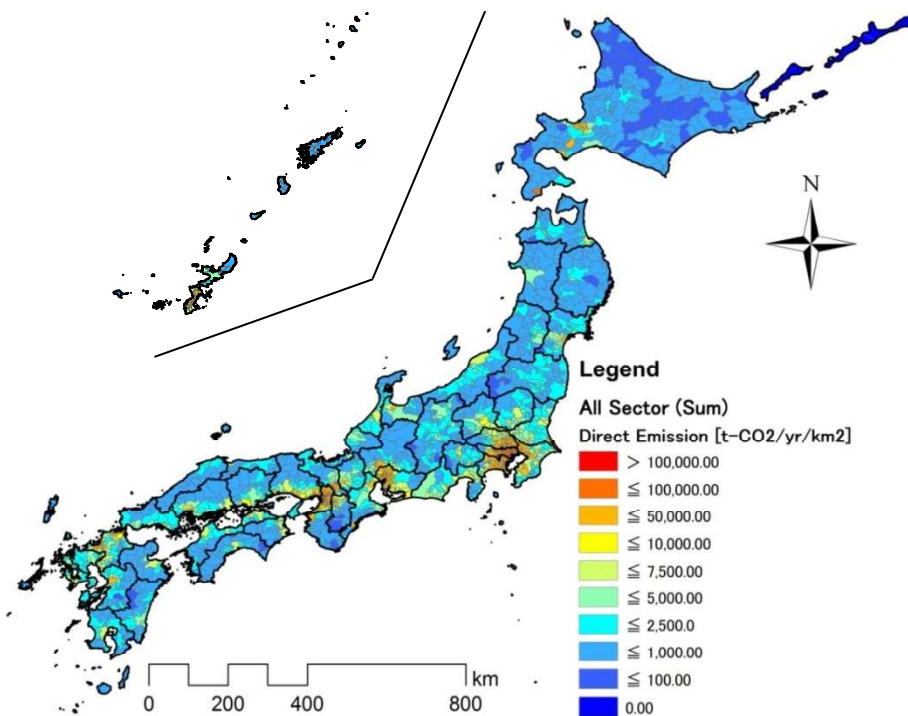 N
Legend
All Sector (Sum)
Direct Emission [t-CO2/yr/km2]
> 100,000.00
≦ 100,000.00
≦ 50,000.00
≦ 10,000.00
≦ 7,500.00
≦ 5,000.00
≦ 2,500.0
≦ 1,000.00
≦ 100.00
0.00
km
0 200 400 800